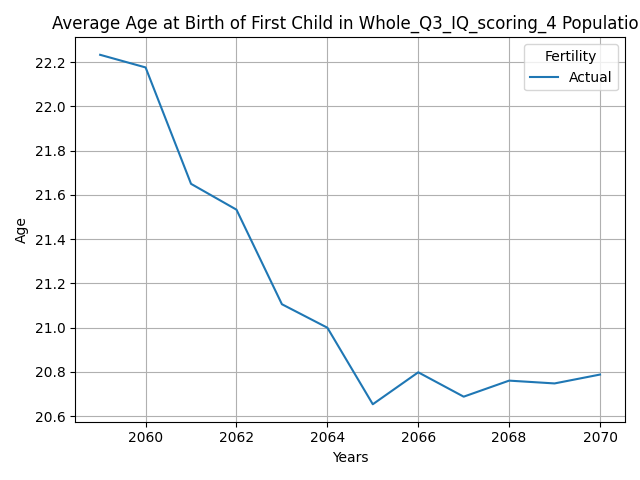 Average Age at Birth of First Child in Whole_Q3_IQ_scoring_4 Populatio
Fertility
Actual
22.2
22.0
21.8
21.6
21.4
21.2
21.0
20.8
20.6
Age
2060 2062 2064 2066 2068 2070
Years